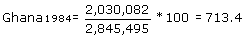 Ghana1984= 2,030,082 / 2,845,495 *100 = 713.4